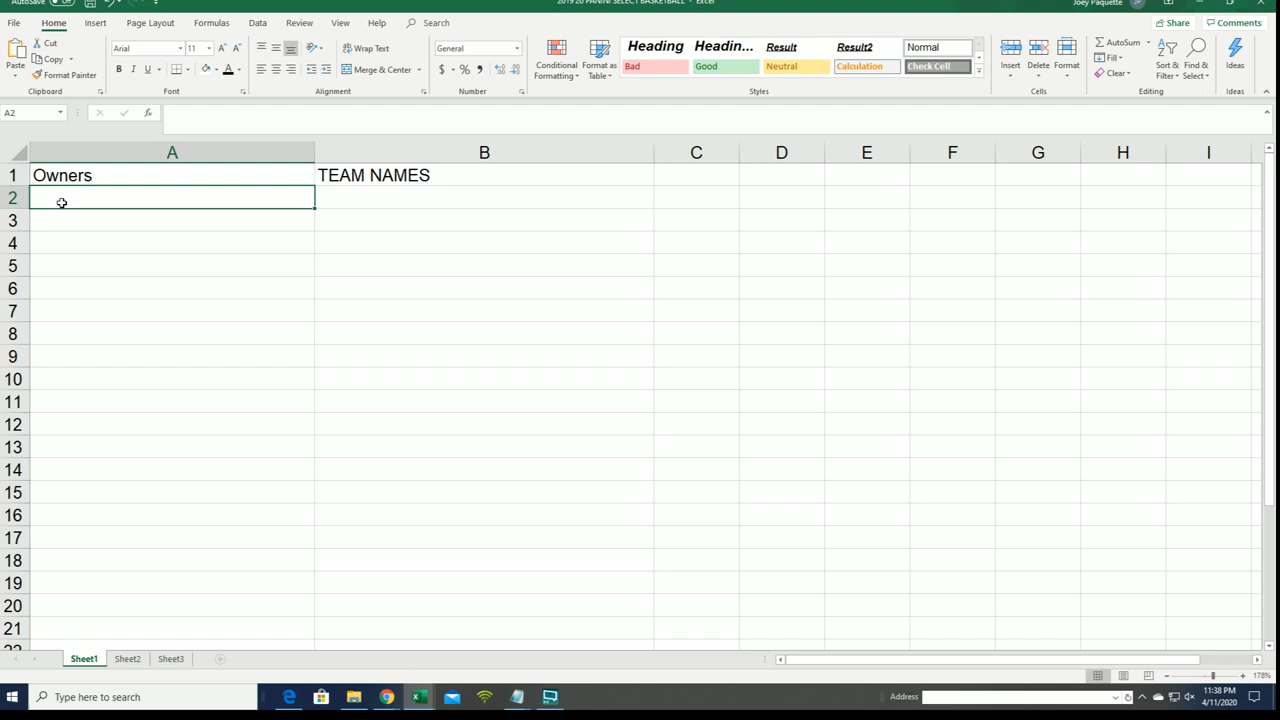 AutoSave Off 2019 20 PANINI SELECT BASKETBALL - Excel Joey Paquette JP
File Home Insert Page Layout Formulas Data Review View Help Search Share Comments
Paste Cut Copy Format Painter
Arial 11 B I U A A A
Wrap Text Merge & Center
General $ % ,
Conditional Formatting Format as Table
Heading Headin... Result Result2 Normal
Bad Good Neutral Calculation Check Cell
Insert Delete Format
AutoSum Fill Clear
Sort & Filter Find & Select
Ideas
Clipboard Font Alignment Number Styles Cells Editing Ideas
A2 fx
A B C D E F G H I
1 Owners TEAM NAMES
2
3
4
5
6
7
8
9
10
11
12
13
14
15
16
17
18
19
20
21
Sheet1 Sheet2 Sheet3
178%
Type here to search Address 11:38 PM
4/11/2020